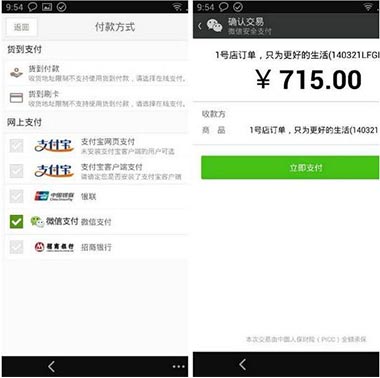 9:54
返回
付款方式
货到支付
货到付款
收货地址限制不支持使用货到付款，请选择在线支付。
货到刷卡
收货地址限制不支持使用货到付款，请选择在线支付。
网上支付
支付宝 支付宝网页支付
未安装支付宝客户端的用户可选
支付宝 支付宝客户端支付
请确定您是否安装了支付宝客户端
中国银联 银联
微信支付 微信支付
招商银行 招商银行
9:54
确认交易
微信安全支付
1号店订单，只为更好的生活(140321LFGI
¥ 715.00
收款方
商 品 1号店订单，只为更好的生活(140321LF
立即支付
本次交易由中国人保财险（PICC）全额承保